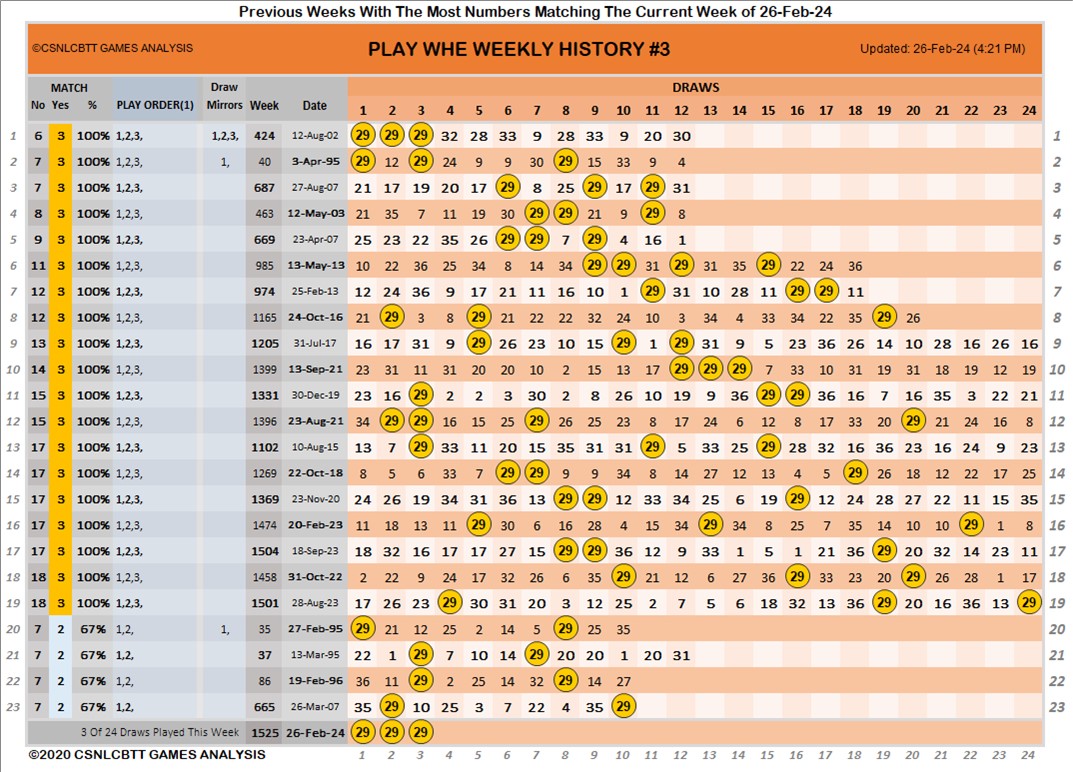 Previous Weeks With The Most Numbers Matching The Current Week of 26-Feb-24
©CSNLCBTT GAMES ANALYSIS PLAY WHE WEEKLY HISTORY #3 Updated: 26-Feb-24 (4:21 PM)
MATCH Draw DRAWS
No Yes % PLAY ORDER(1) Mirrors Week Date 1 2 3 4 5 6 7 8 9 10 11 12 13 14 15 16 17 18 19 20 21 22 23 24
1 6 3 100% 1,2,3, 1,2,3, 424 12-Aug-02 29 29 29 32 28 33 9 28 33 9 20 30 1
2 7 3 100% 1,2,3, 1, 40 3-Apr-95 29 12 29 24 9 9 30 29 15 33 9 4 2
3 7 3 100% 1,2,3, 687 27-Aug-07 21 17 19 20 17 29 8 25 29 17 29 31 3
4 8 3 100% 1,2,3, 463 12-May-03 21 35 7 11 19 30 29 29 21 9 29 8 4
5 9 3 100% 1,2,3, 669 23-Apr-07 25 23 22 35 26 29 29 7 29 4 16 1 5
6 11 3 100% 1,2,3, 985 13-May-13 10 22 36 25 34 8 14 34 29 29 31 29 31 35 29 22 24 36 6
7 12 3 100% 1,2,3, 974 25-Feb-13 12 24 36 9 17 21 11 16 10 1 29 31 10 28 11 29 29 11 7
8 12 3 100% 1,2,3, 1165 24-Oct-16 21 29 3 8 29 21 22 22 32 24 10 3 34 4 33 34 22 35 29 26 8
9 13 3 100% 1,2,3, 1205 31-Jul-17 16 17 31 9 29 26 23 10 15 29 1 29 31 9 5 23 36 26 14 10 28 16 26 16 9
10 14 3 100% 1,2,3, 1399 13-Sep-21 23 31 11 31 20 20 10 2 15 13 17 29 29 29 7 33 10 31 19 31 18 19 12 19 10
11 15 3 100% 1,2,3, 1331 30-Dec-19 23 16 29 2 2 3 30 2 8 26 10 19 9 36 29 29 36 16 7 16 35 3 22 21 11
12 15 3 100% 1,2,3, 1396 23-Aug-21 34 29 29 16 15 25 29 26 25 23 8 17 24 6 12 8 17 33 20 29 21 24 16 8 12
13 17 3 100% 1,2,3, 1102 10-Aug-15 13 7 29 33 11 20 15 35 31 31 29 5 33 25 29 28 32 16 36 23 16 24 9 23 13
14 17 3 100% 1,2,3, 1269 22-Oct-18 8 5 6 33 7 29 29 9 9 34 8 14 27 12 13 4 5 29 26 18 12 22 17 25 14
15 17 3 100% 1,2,3, 1369 23-Nov-20 24 26 19 34 31 36 13 29 29 12 33 34 25 6 19 29 12 24 28 27 22 11 15 35 15
16 17 3 100% 1,2,3, 1474 20-Feb-23 11 18 13 11 29 30 6 16 28 4 15 34 29 34 8 25 7 35 14 10 10 29 1 8 16
17 17 3 100% 1,2,3, 1504 18-Sep-23 18 32 16 17 17 27 15 29 29 36 12 9 33 1 5 1 21 36 29 20 32 14 23 11 17
18 18 3 100% 1,2,3, 1458 31-Oct-22 2 22 9 24 17 32 26 6 35 29 21 12 6 27 36 29 33 23 20 29 26 28 1 17 18
19 18 3 100% 1,2,3, 1501 28-Aug-23 17 26 23 29 30 31 20 3 12 25 2 7 5 6 18 32 13 36 29 20 16 36 13 29 19
20 7 2 67% 1,2, 1, 35 27-Feb-95 29 21 12 25 2 14 5 29 25 35 20
21 7 2 67% 1,2, 37 13-Mar-95 22 1 29 7 10 14 29 20 20 1 20 31 21
22 7 2 67% 1,2, 86 19-Feb-96 36 11 29 2 25 14 32 29 14 27 22
23 7 2 67% 1,2, 665 26-Mar-07 35 29 10 25 3 7 22 4 35 29 23
3 Of 24 Draws Played This Week 1525 26-Feb-24 29 29 29
©2020 CSNLCBTT GAMES ANALYSIS 1 2 3 4 5 6 7 8 9 10 11 12 13 14 15 16 17 18 19 20 21 22 23 24